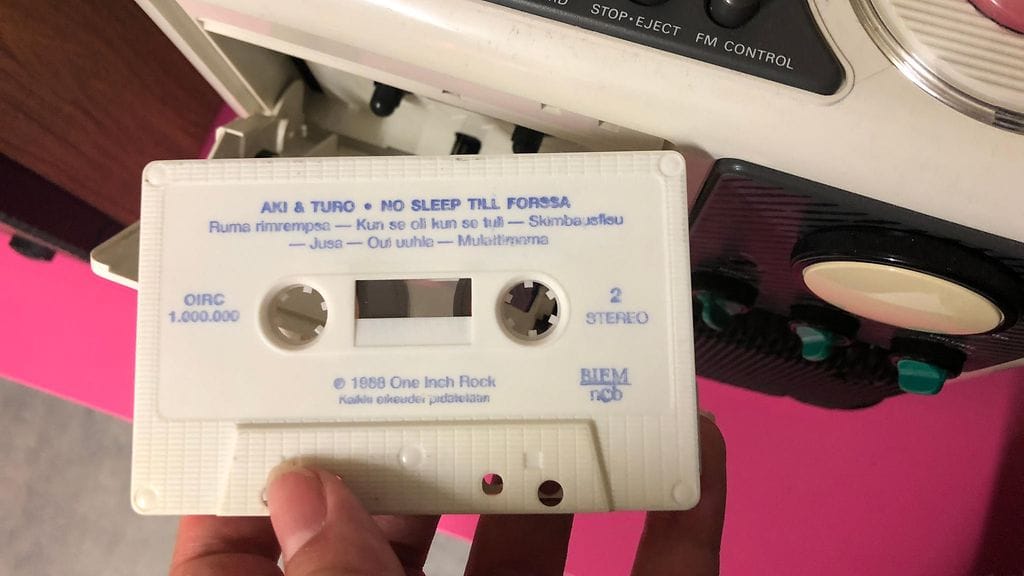 STOP·EJECT FM CONTROL
AKI & TURO • NO SLEEP TILL FORSSA
Ruma rimrempsa — Kun se oli kun se tuli — Skimbausfisu
— Jusa — Oui uuhla — Mulattimama
OIRC
1.000.000
2
STEREO
℗ 1988 One Inch Rock
Kaikki oikeudet pidätetään
BIEM
ncb